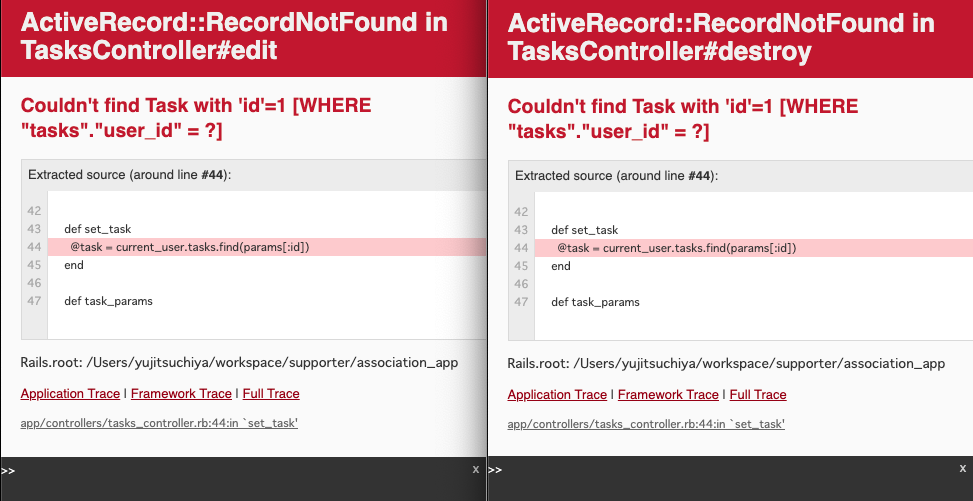 ActiveRecord::RecordNotFound in
TasksController#edit
Couldn't find Task with 'id'=1 [WHERE
"tasks"."user_id" = ?]
Extracted source (around line #44):
42
43 def set_task
44 @task = current_user.tasks.find(params[:id])
45 end
46
47 def task_params
Rails.root: /Users/yujitsuchiya/workspace/supporter/association_app
Application Trace | Framework Trace | Full Trace
app/controllers/tasks_controller.rb:44:in `set_task'
>> x
ActiveRecord::RecordNotFound in
TasksController#destroy
Couldn't find Task with 'id'=1 [WHERE
"tasks"."user_id" = ?]
Extracted source (around line #44):
42
43 def set_task
44 @task = current_user.tasks.find(params[:id])
45 end
46
47 def task_params
Rails.root: /Users/yujitsuchiya/workspace/supporter/association_app
Application Trace | Framework Trace | Full Trace
app/controllers/tasks_controller.rb:44:in `set_task'
>> x